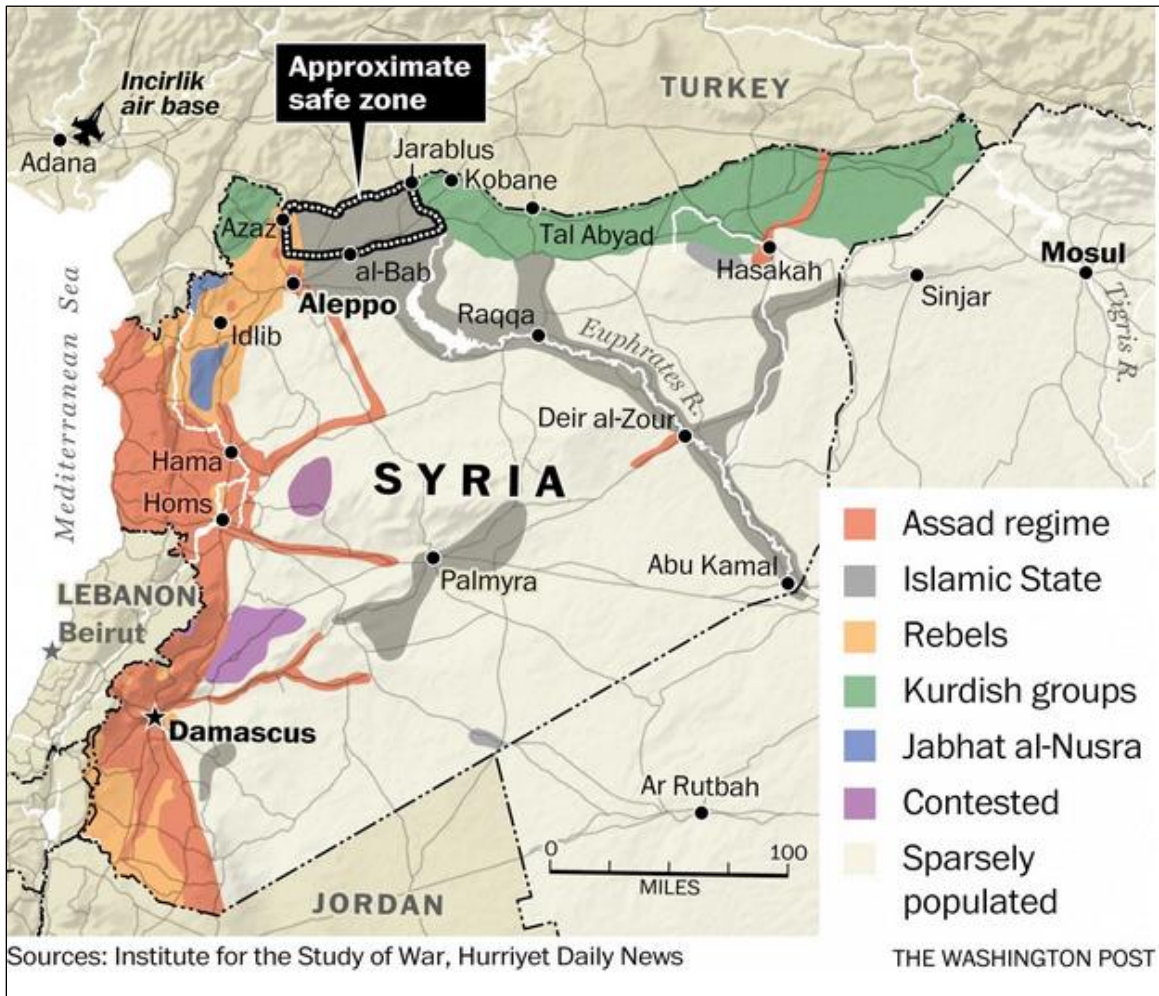 Approximate
safe zone
Incirlik
air base
TURKEY
Adana
Jarablus
Kobane
Azaz
Tal Abyad
al-Bab
Hasakah
Mosul
Aleppo
Sinjar
Mediterranean Sea
Idlib
Raqqa
Euphrates R.
Tigris R.
Deir al-Zour
Hama
SYRIA
Homs
Palmyra
Abu Kamal
LEBANON
Beirut
Damascus
Ar Rutbah
JORDAN
0 100
MILES
Assad regime
Islamic State
Rebels
Kurdish groups
Jabhat al-Nusra
Contested
Sparsely
populated
Sources: Institute for the Study of War, Hurriyet Daily News
THE WASHINGTON POST